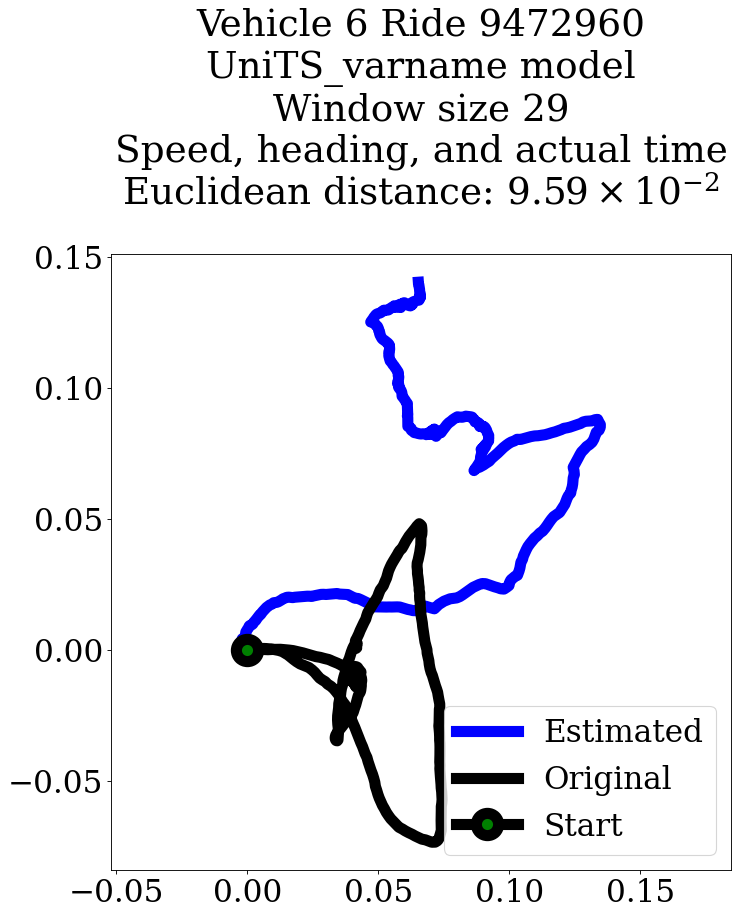 Vehicle 6 Ride 9472960
UniTS_varname model
Window size 29
Speed, heading, and actual time
Euclidean distance: 9.59 × 10⁻²
0.15
0.10
0.05
0.00
−0.05
Estimated
Original
Start
−0.05 0.00 0.05 0.10 0.15